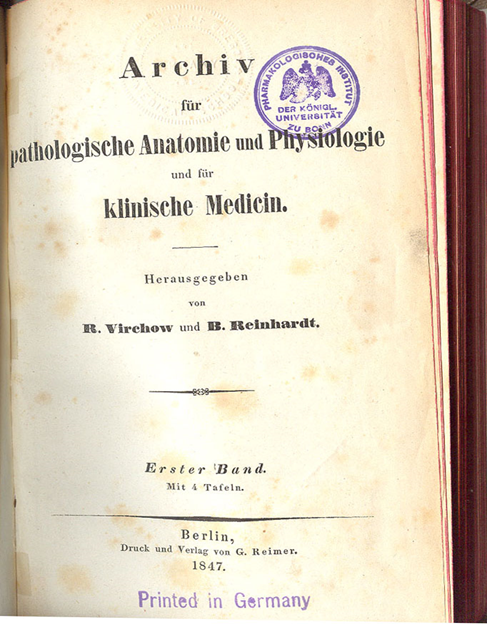 Archiv
für
pathologische Anatomie und Physiologie
und für
klinische Medicin.
Herausgegeben
von
R. Virchow und B. Reinhardt.
Erster Band.
Mit 4 Tafeln.
Berlin,
Druck und Verlag von G. Reimer.
1847.
Printed in Germany
PHARMAKOLOGISCHES INSTITUT
DER KÖNIGL.
UNIVERSITÄT
ZU BONN